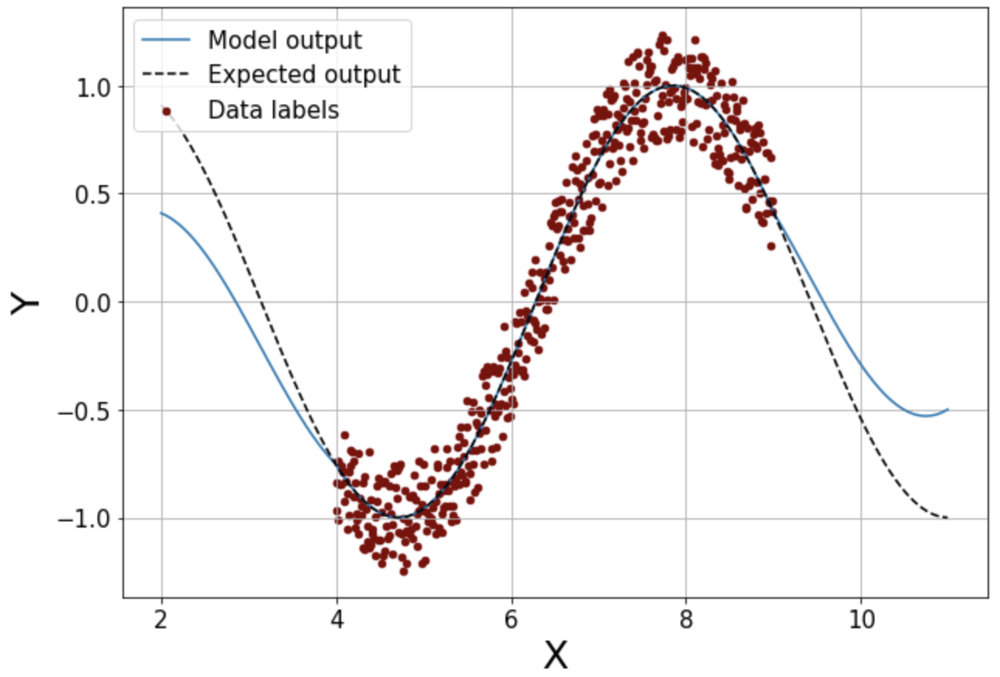 Model output
Expected output
Data labels
1.0
0.5
0.0
−0.5
−1.0
Y
2 4 6 8 10
X